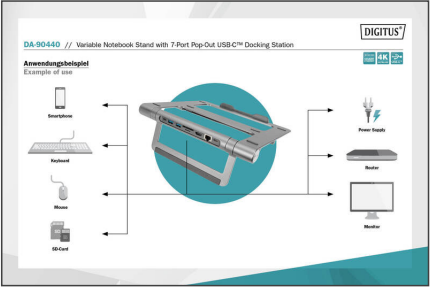 DIGITUS®
DA-90440 // Variable Notebook Stand with 7-Port Pop-Out USB-C™ Docking Station
4K
Anwendungsbeispiel
Example of use
Smartphone
Power Supply
Keyboard
Router
Mouse
Monitor
SD-Card